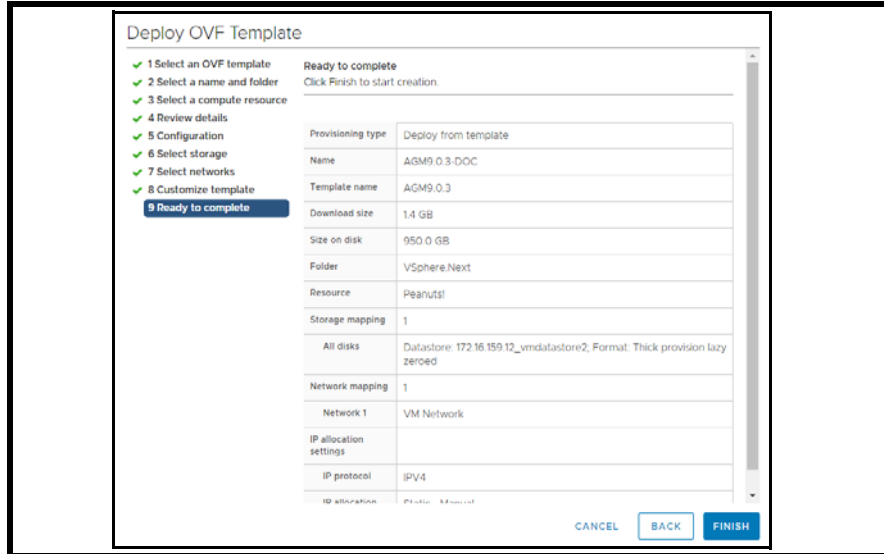 Deploy OVF Template
✓ 1 Select an OVF template
✓ 2 Select a name and folder
✓ 3 Select a compute resource
✓ 4 Review details
✓ 5 Configuration
✓ 6 Select storage
✓ 7 Select networks
✓ 8 Customize template
9 Ready to complete
Ready to complete
Click Finish to start creation.
Provisioning type Deploy from template
Name AGM9.0.3-DOC
Template name AGM9.0.3
Download size 1.4 GB
Size on disk 950.0 GB
Folder VSphere.Next
Resource Peanuts!
Storage mapping 1
All disks Datastore: 172.16.159.12_vmdatastore2; Format: Thick provision lazy
zeroed
Network mapping 1
Network 1 VM Network
IP allocation
settings
IP protocol IPV4
IP allocation Static - Manual
CANCEL BACK FINISH